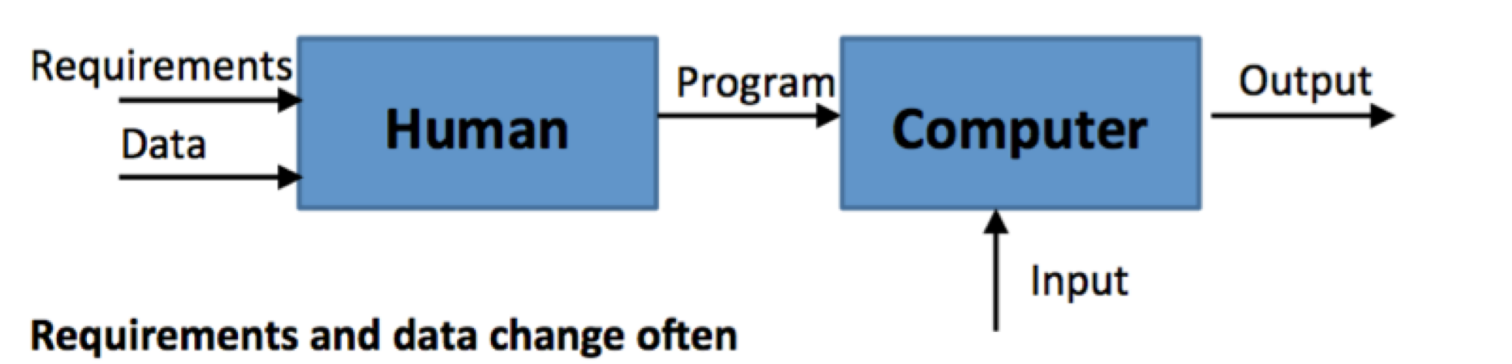 Requirements
Data
Human
Program
Computer
Output
Input
Requirements and data change often